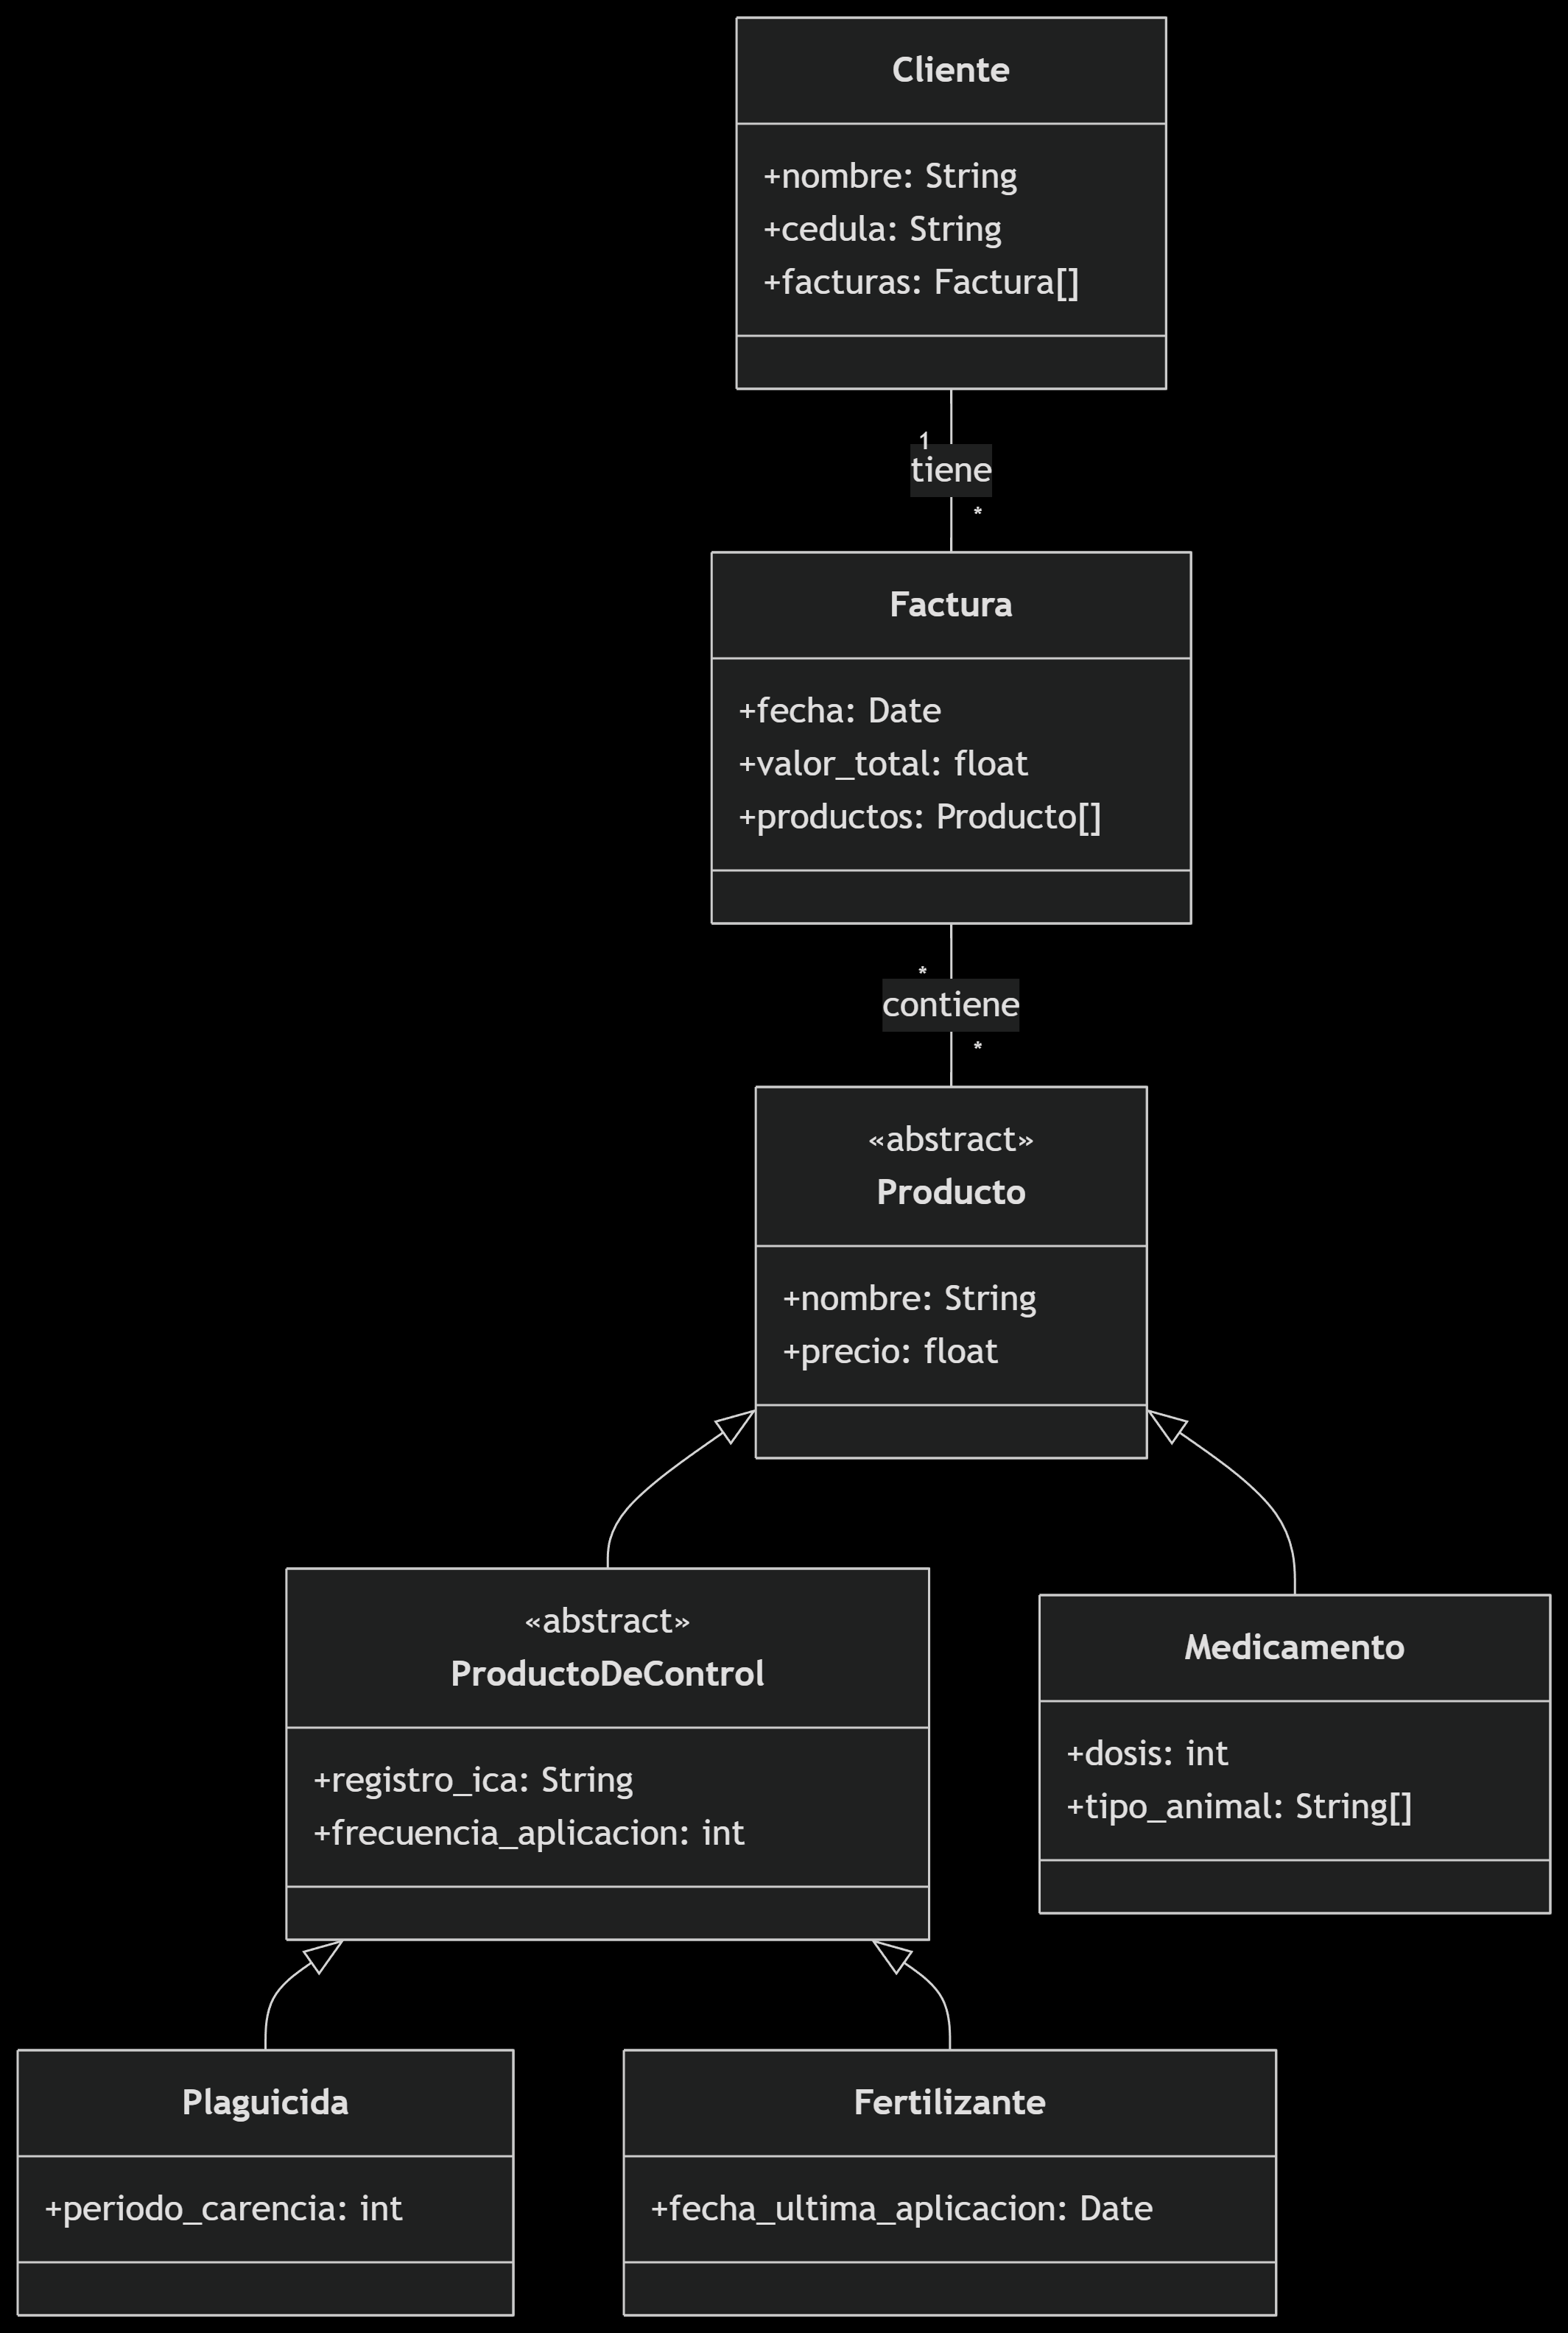 Cliente
+nombre: String
+cedula: String
+facturas: Factura[]
1
tiene
*
Factura
+fecha: Date
+valor_total: float
+productos: Producto[]
*
contiene
*
«abstract»
Producto
+nombre: String
+precio: float
«abstract»
ProductoDeControl
+registro_ica: String
+frecuencia_aplicacion: int
Medicamento
+dosis: int
+tipo_animal: String[]
Plaguicida
+periodo_carencia: int
Fertilizante
+fecha_ultima_aplicacion: Date